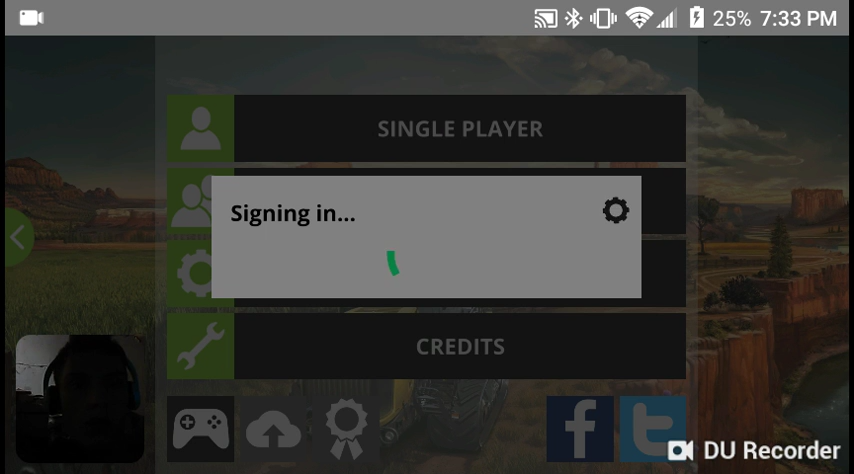 25% 7:33 PM
SINGLE PLAYER
Signing in...
CREDITS
DU Recorder